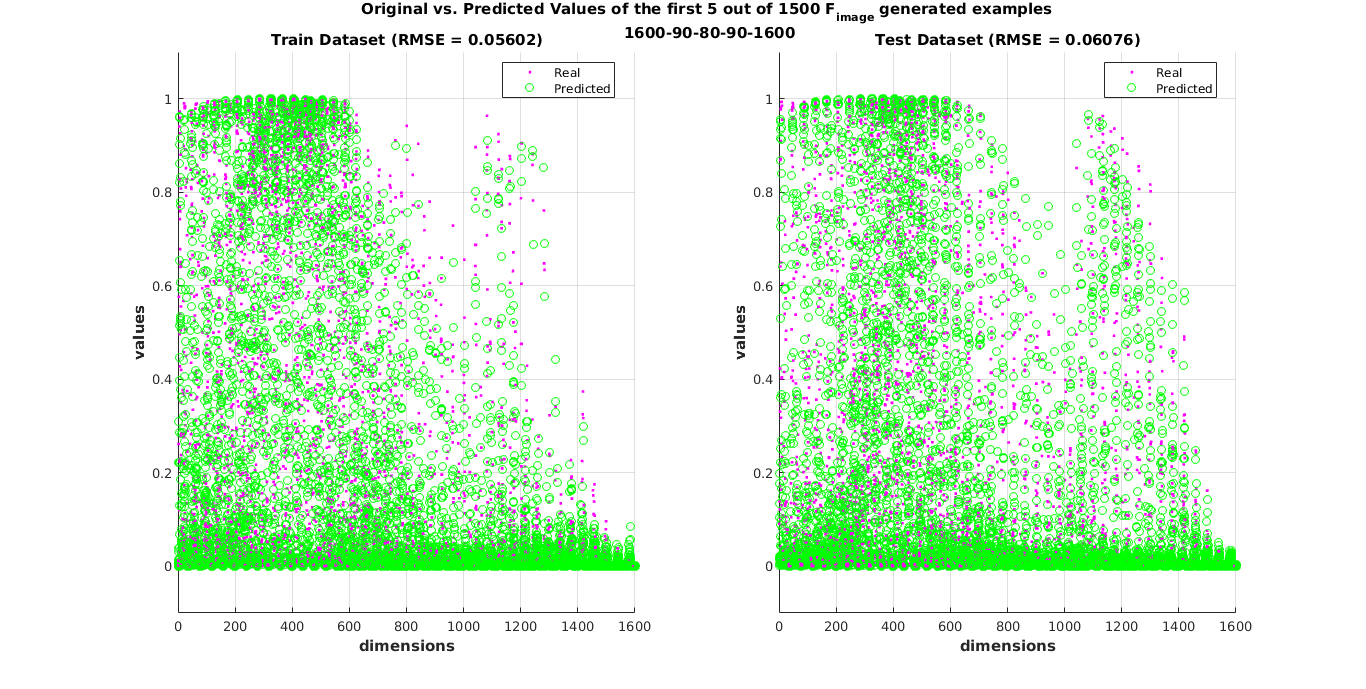 Original vs. Predicted Values of the first 5 out of 1500 F_image generated examples
1600-90-80-90-1600
Train Dataset (RMSE = 0.05602)
Real
Predicted
1
0.8
0.6
0.4
0.2
0
values
0 200 400 600 800 1000 1200 1400 1600
dimensions
Test Dataset (RMSE = 0.06076)
Real
Predicted
1
0.8
0.6
0.4
0.2
0
values
0 200 400 600 800 1000 1200 1400 1600
dimensions